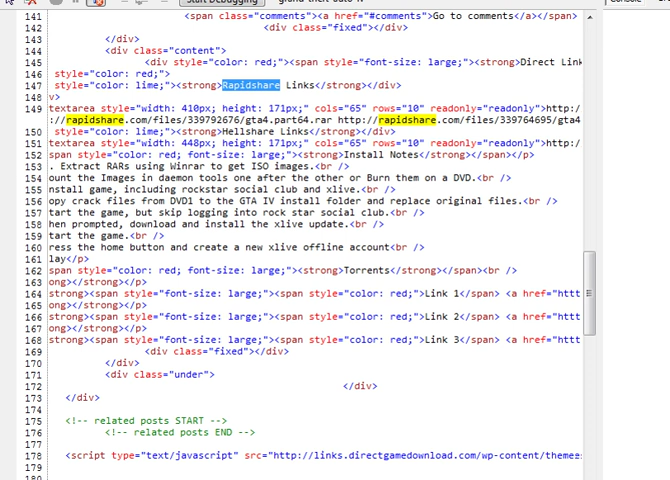 Start Debugging grand theft auto iv Console
141 <span class="comments"><a href="#comments">Go to comments</a></span>
142 <div class="fixed"></div>
143 </div>
144 <div class="content">
145 <div style="color: red;"><span style="font-size: large;"><strong>Direct Link
146 style="color: red;">
147 style="color: lime;"><strong>Rapidshare Links</strong></div>
148 v>
149 textarea style="width: 410px; height: 171px;" cols="65" rows="10" readonly="readonly">http:/
://rapidshare.com/files/339792676/gta4.part64.rar http://rapidshare.com/files/339764695/gta4
150 style="color: lime;"><strong>Hellshare Links</strong></div>
151 textarea style="width: 448px; height: 171px;" cols="65" rows="10" readonly="readonly">http:/
152 span style="color: red; font-size: large;"><strong>Install Notes</strong></span></p>
153 . Extract RARs using Winrar to get ISO images.<br />
154 ount the Images in daemon tools one after the other or Burn them on a DVD.<br />
155 nstall game, including rockstar social club and xlive.<br />
156 opy crack files from DVD1 to the GTA IV install folder and replace original files.<br />
157 tart the game, but skip logging into rock star social club.<br />
158 hen prompted, download and install the xlive update.<br />
159 tart the game.<br />
160 ress the home button and create a new xlive offline account<br />
161 lay</p>
162 span style="color: red; font-size: large;"><strong>Torrents</strong></span><br />
163 ong></strong></p>
164 strong><span style="font-size: large;"><span style="color: red;">Link 1</span> <a href="htt
165 ong></strong></p>
166 strong><span style="font-size: large;"><span style="color: red;">Link 2</span> <a href="htt
167 ong></strong></p>
168 strong><span style="font-size: large;"><span style="color: red;">Link 3</span> <a href="htt
169 <div class="fixed"></div>
170 </div>
171 <div class="under">
172 </div>
173 </div>
174
175 <!-- related posts START -->
176 <!-- related posts END -->
177
178 <script type="text/javascript" src="http://links.directgamedownload.com/wp-content/themes
179
180